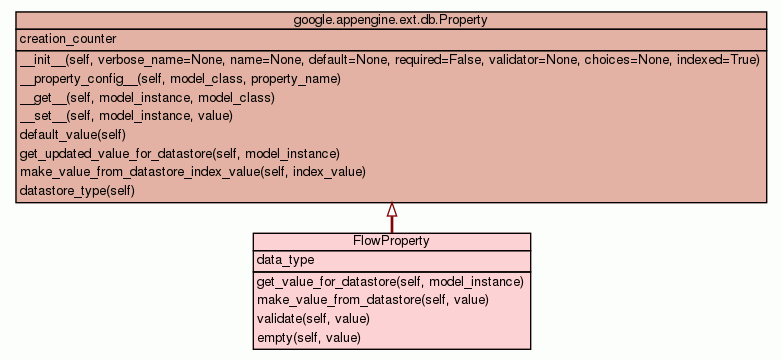 google.appengine.ext.db.Property
creation_counter
__init__(self, verbose_name=None, name=None, default=None, required=False, validator=None, choices=None, indexed=True)
__property_config__(self, model_class, property_name)
__get__(self, model_instance, model_class)
__set__(self, model_instance, value)
default_value(self)
get_updated_value_for_datastore(self, model_instance)
make_value_from_datastore_index_value(self, index_value)
datastore_type(self)
FlowProperty
data_type
get_value_for_datastore(self, model_instance)
make_value_from_datastore(self, value)
validate(self, value)
empty(self, value)